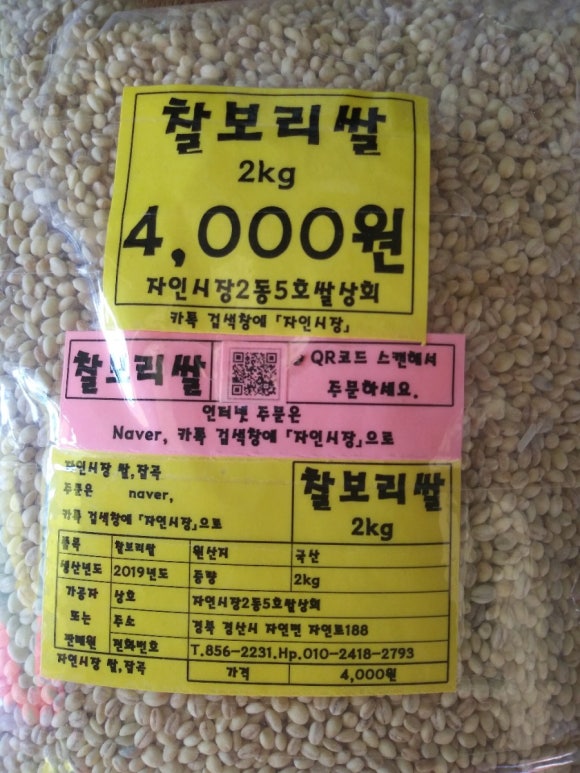 찰보리쌀
2kg
4,000원
자인시장2동5호쌀상회
카톡 검색창에 「자인시장」
찰보리쌀
QR코드 스캔해서
주문하세요.
인터넷 주문은
Naver, 카톡 검색창에 「자인시장」으로
자인시장 쌀,잡곡
주문은 naver,
카톡 검색창에 「자인시장」으로
찰보리쌀
2kg
품목 찰보리쌀 원산지 국산
생산년도 2019년도 중량 2kg
가공자 상호 자인시장2동5호쌀상회
또는 주소 경북 경산시 자인면 자인로188
판매원 전화번호 T.856-2231.Hp.010-2418-2793
자인시장 쌀,잡곡 가격 4,000원